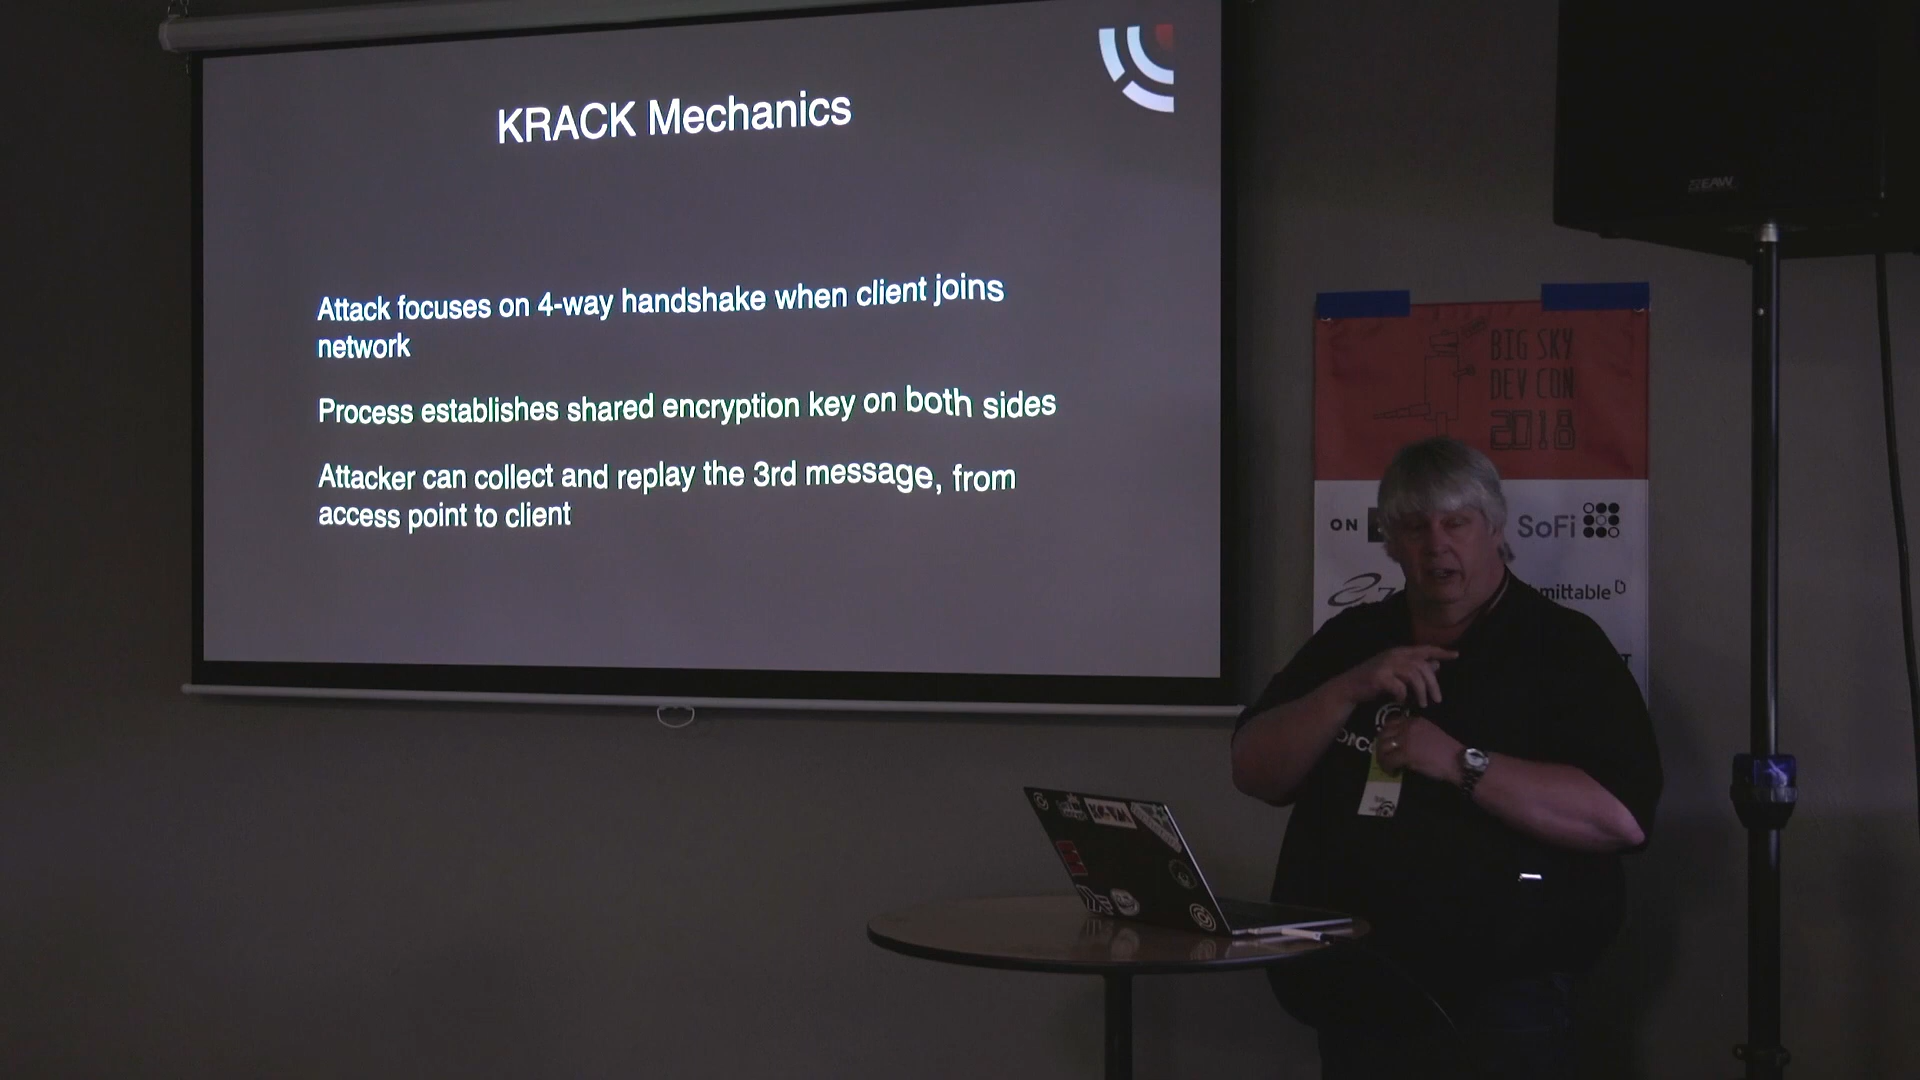 KRACK Mechanics
Attack focuses on 4-way handshake when client joins
network
Process establishes shared encryption key on both sides
Attacker can collect and replay the 3rd message, from
access point to client
EAW
BIG SKY
DEV CON
2018
ON
SoFi
mittable